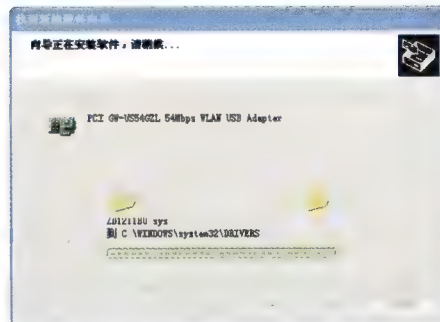 向导正在安装软件，请稍候...
PCI GW-US54GZL 54Mbps WLAN USB Adapter
ZD1211BU sys
到 C \WINDOWS\system32\DRIVERS